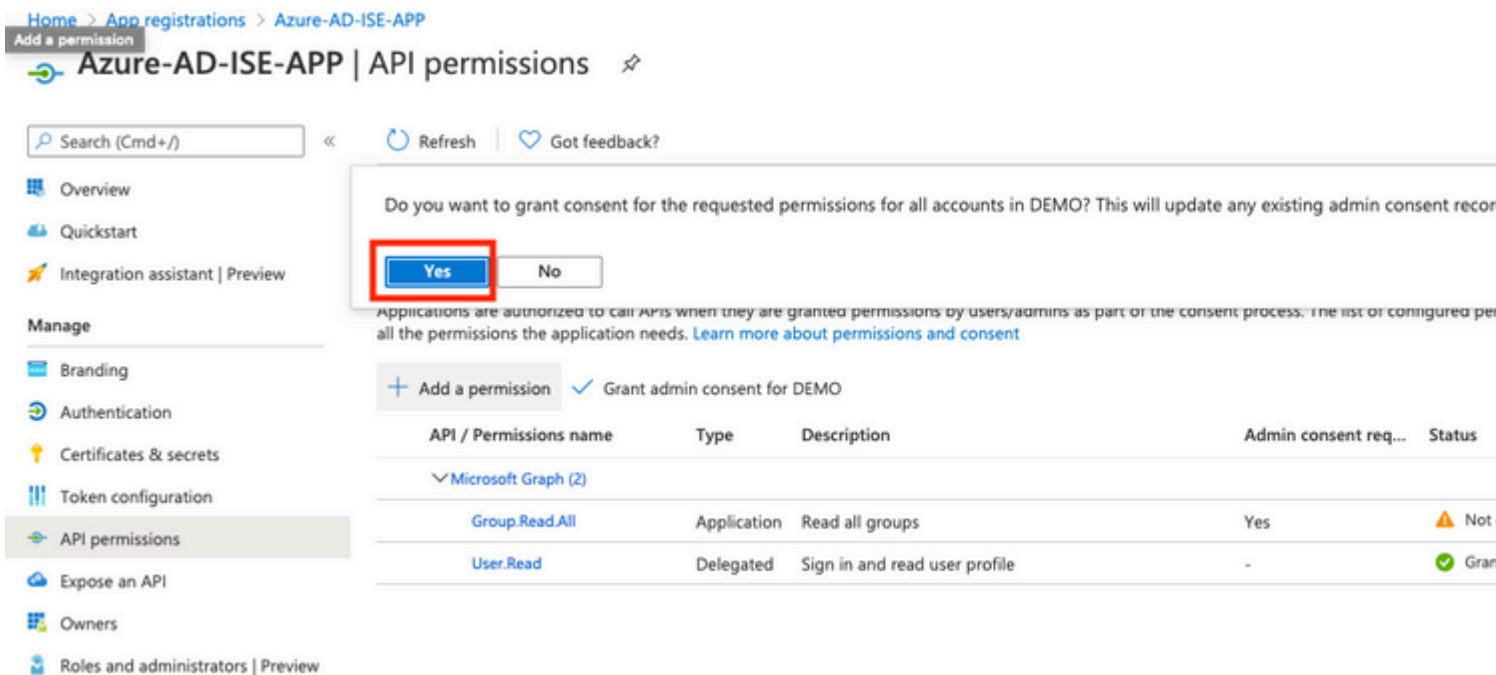 Home > App registrations > Azure-AD-ISE-APP
Add a permission
Azure-AD-ISE-APP | API permissions
Search (Cmd+/)
«
Refresh
Got feedback?
Overview
Quickstart
Integration assistant | Preview
Do you want to grant consent for the requested permissions for all accounts in DEMO? This will update any existing admin consent recor
Yes
No
Manage
Branding
Authentication
Certificates & secrets
Token configuration
API permissions
Expose an API
Owners
Roles and administrators | Preview
Applications are authorized to call APIs when they are granted permissions by users/admins as part of the consent process. The list of configured per
all the permissions the application needs. Learn more about permissions and consent
Add a permission
Grant admin consent for DEMO
API / Permissions name Type Description Admin consent req... Status
Microsoft Graph (2)
Group.Read.All Application Read all groups Yes Not
User.Read Delegated Sign in and read user profile - Gran